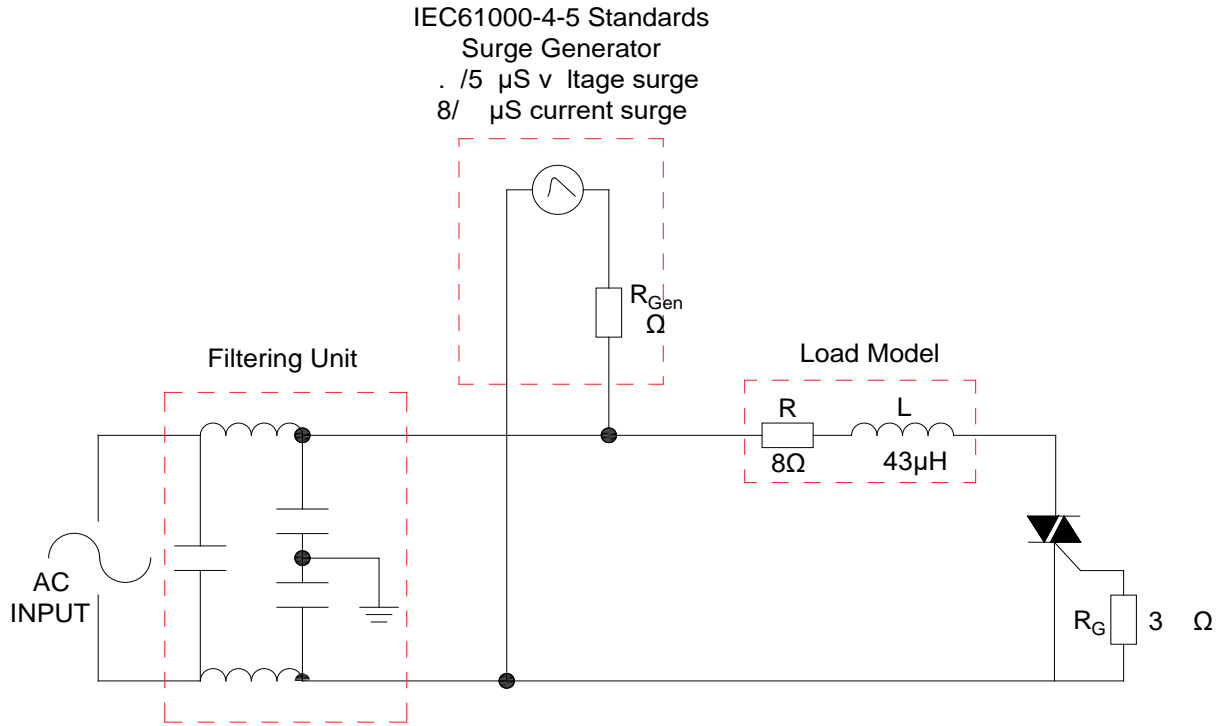 IEC61000-4-5 Standards
Surge Generator
. /5 µS v ltage surge
8/ µS current surge
R_Gen
Ω
Filtering Unit
Load Model
R
L
8Ω
43µH
AC
INPUT
R_G
3 Ω